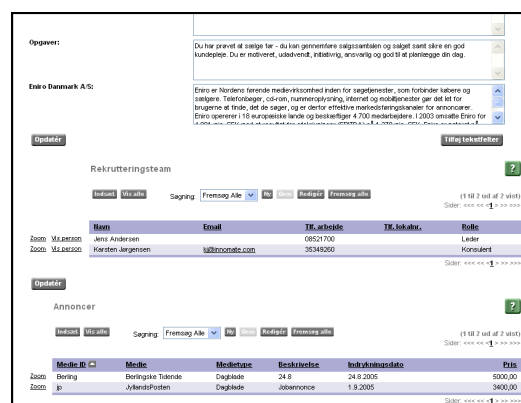 Opgaver:
Du har prøvet at sælge før - du kan gennemføre salgssamtalen og salget samt sikre en god
kundepleje. Du er motiveret, udadvendt, initiativrig, ansvarlig og god til at planlægge din dag.
Eniro Danmark A/S:
Eniro er Nordens førende medievirksomhed inden for søgetjenester, som forbinder købere og
sælgere. Telefonbøger, cd-rom, nummeroplysning, internet og mobiltjenester gør det let for
brugerne at finde, det de søger, og er derfor effektive markedsføringskanaler for annoncører.
Eniro opererer i 18 europæiske lande og beskæftiger 4.700 medarbejdere. I 2003 omsatte Eniro for
Opdatér Tilføj tekstfelter
Rekrutteringsteam ?
Indsæt Vis alle Søgning: Fremsøg Alle Ny Gem Redigér Fremsøg alle (1 til 2 ud af 2 vist)
Sider: <<< << <1 > >> >>>
Navn Email Tlf. arbejde Tlf. lokalnr. Rolle
Zoom Vis person Jens Andersen 08521700 Leder
Zoom Vis person Karsten Jørgensen kj@innomate.com 35349260 Konsulent
Sider: <<< << <1 > >> >>>
Opdatér
Annoncer ?
Indsæt Vis alle Søgning: Fremsøg Alle Ny Gem Redigér Fremsøg alle (1 til 2 ud af 2 vist)
Sider: <<< << <1 > >> >>>
Medie ID Medie Medietype Beskrivelse Indrykningsdato Pris
Zoom Berling Berlingske Tidende Dagblade 24.8 24.8.2005 5000,00
Zoom jp JyllandsPosten Dagblade Jobannonce 1.9.2005 3400,00
Sider: <<< << <1 > >> >>>